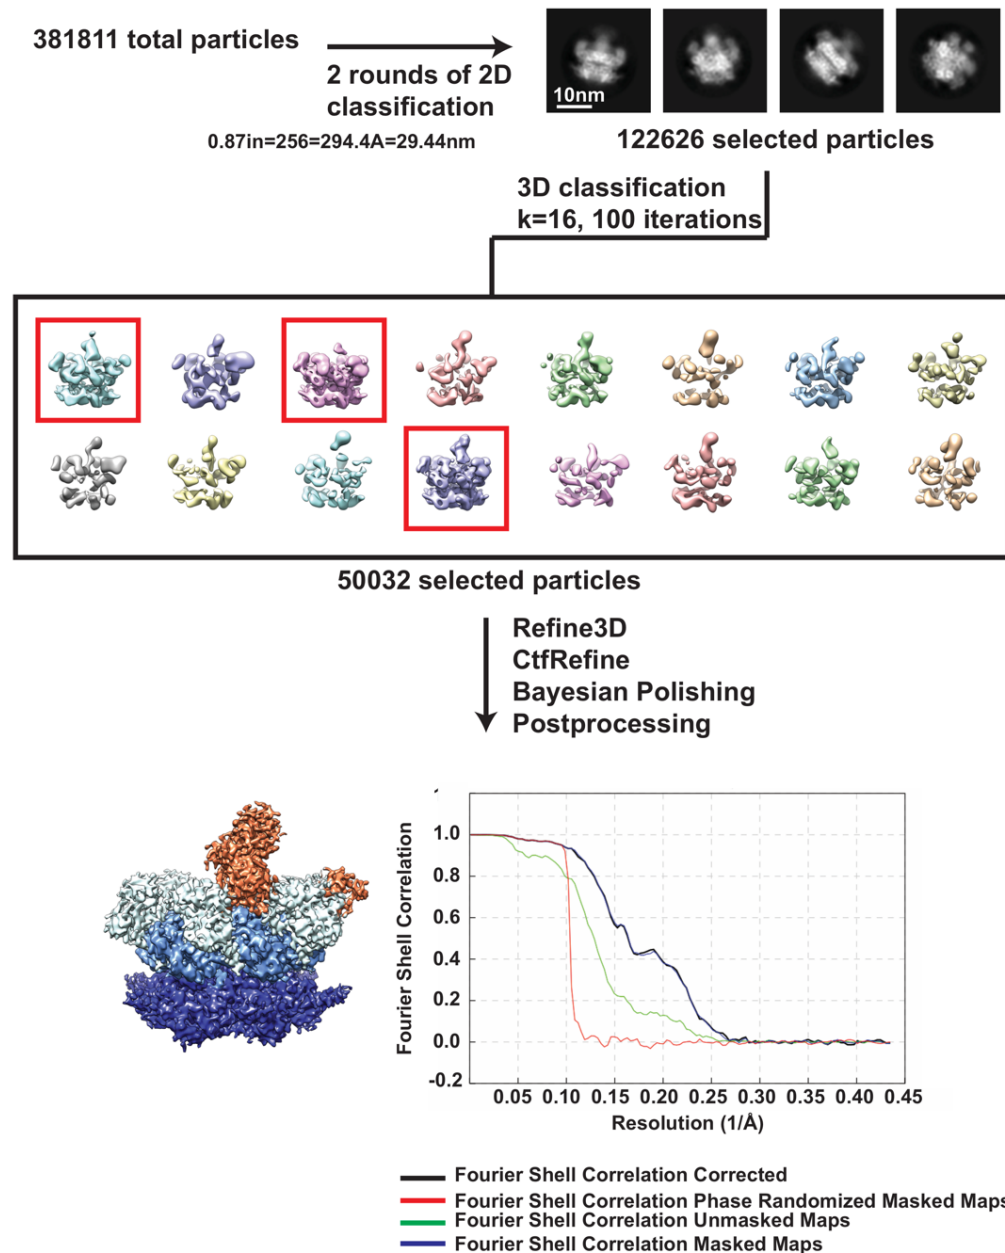 381811 total particles
2 rounds of 2D
classification
0.87in=256=294.4A=29.44nm
10nm
122626 selected particles
3D classification
k=16, 100 iterations
50032 selected particles
Refine3D
CtfRefine
Bayesian Polishing
Postprocessing
Fourier Shell Correlation
1.0
0.8
0.6
0.4
0.2
0.0
-0.2
0.05 0.10 0.15 0.20 0.25 0.30 0.35 0.40 0.45
Resolution (1/Å)
Fourier Shell Correlation Corrected
Fourier Shell Correlation Phase Randomized Masked Maps
Fourier Shell Correlation Unmasked Maps
Fourier Shell Correlation Masked Maps